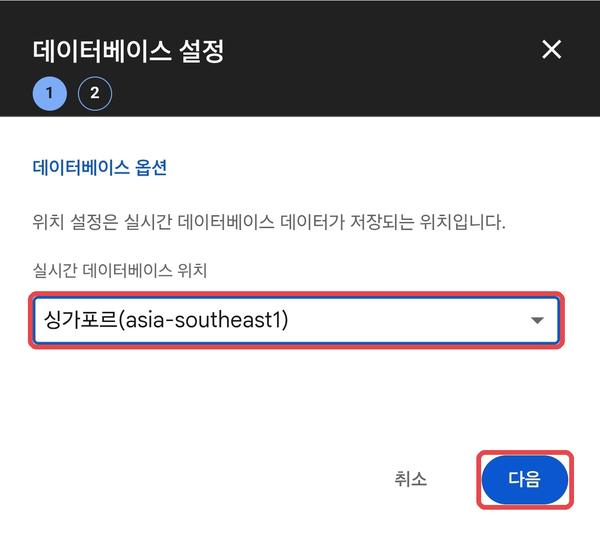 데이터베이스 설정
1 2
데이터베이스 옵션
위치 설정은 실시간 데이터베이스 데이터가 저장되는 위치입니다.
실시간 데이터베이스 위치
싱가포르(asia-southeast1)
취소 다음